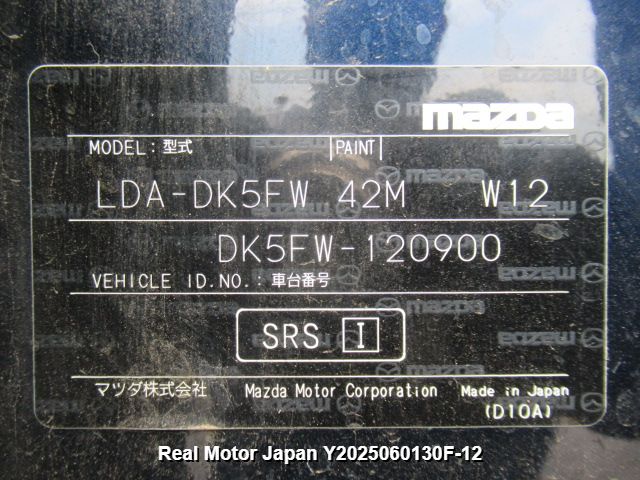 mazda
MODEL : 型式 |PAINT|
LDA-DK5FW 42M W12
DK5FW-120900
VEHICLE ID.NO. : 車台番号
SRS I
マツダ株式会社 Mazda Motor Corporation Made in Japan
(D10A)
Real Motor Japan Y2025060130F-12